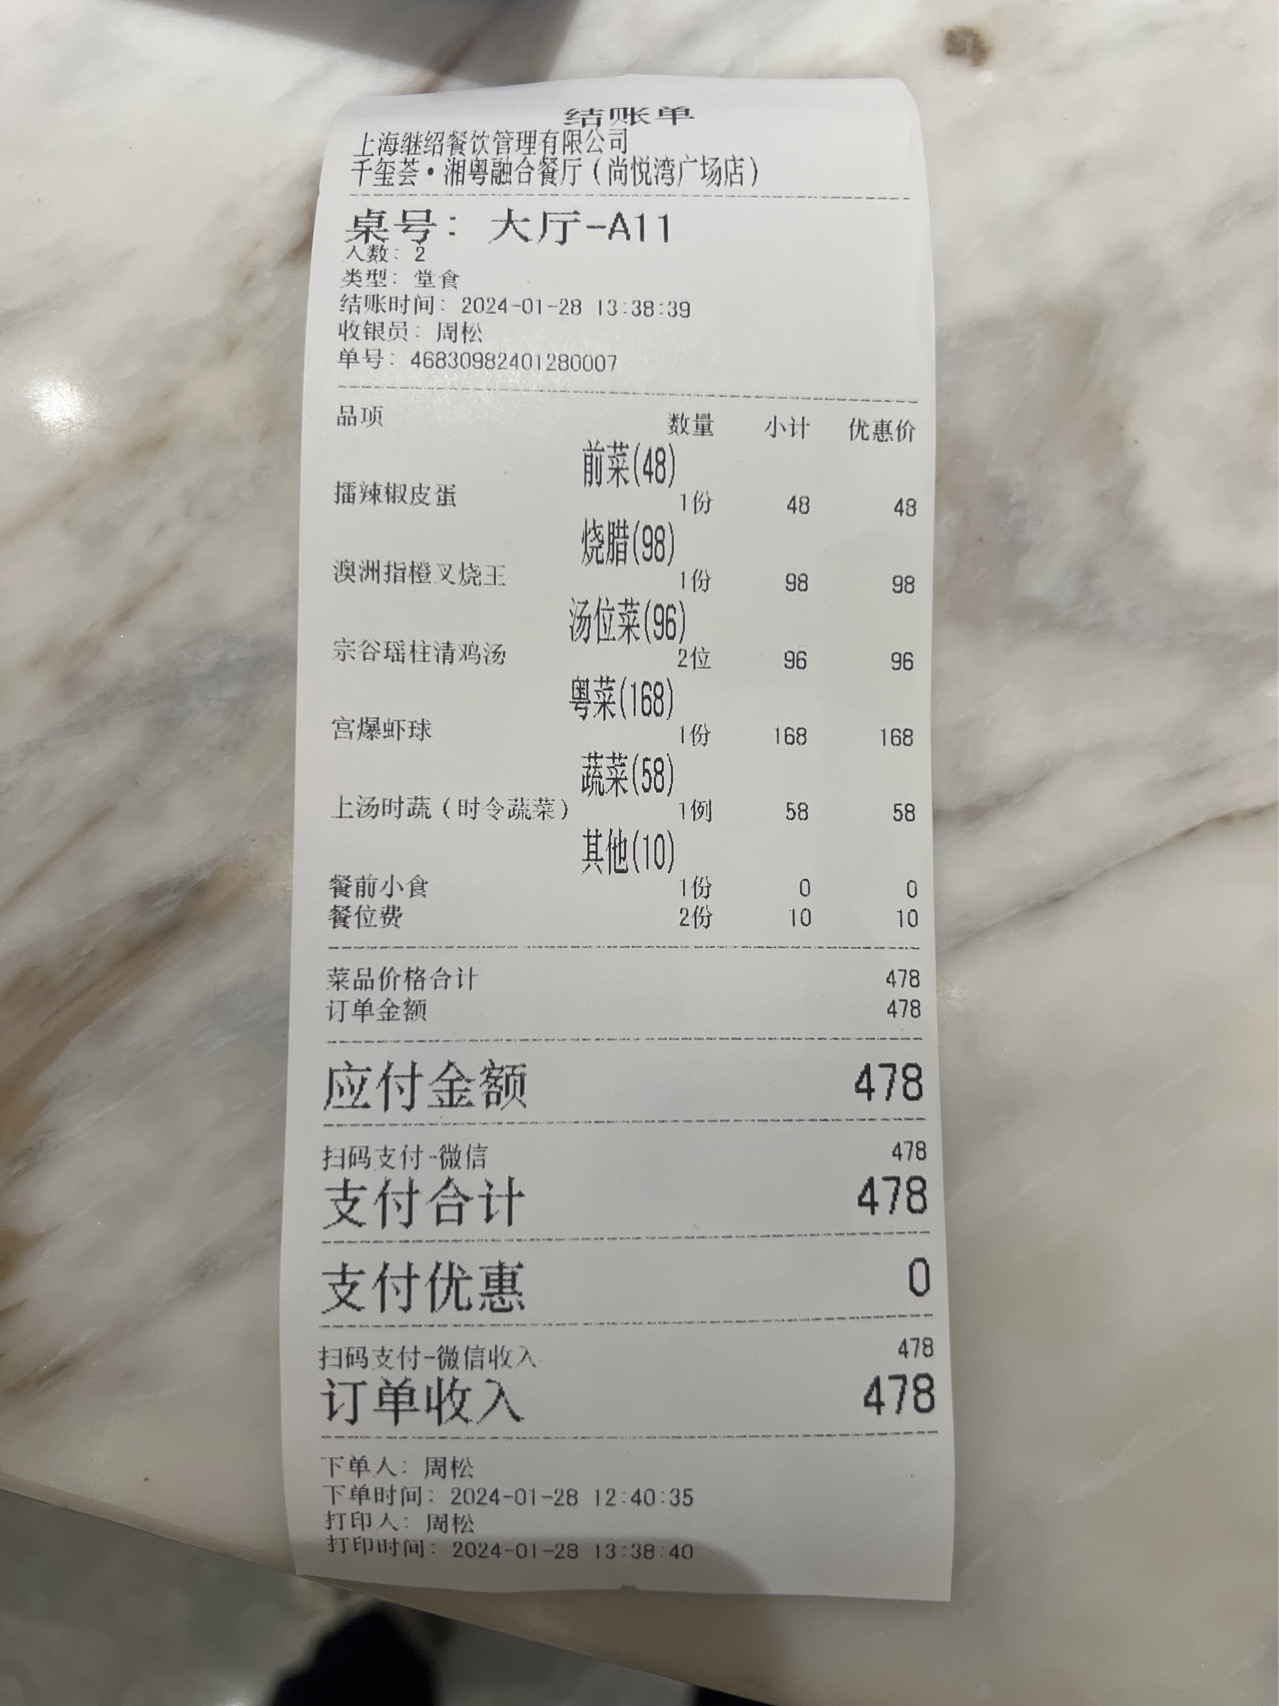 结账单
上海继绍餐饮管理有限公司
千玺荟·湘粤融合餐厅（尚悦湾广场店）
桌号：大厅-A11
人数：2
类型：堂食
结账时间：2024-01-28 13:38:39
收银员：周松
单号：46830982401280007
品项 数量 小计 优惠价
前菜(48)
擂辣椒皮蛋 1份 48 48
烧腊(98)
澳洲指橙叉烧王 1份 98 98
汤位菜(96)
宗谷瑶柱清鸡汤 2位 96 96
粤菜(168)
宫爆虾球 1份 168 168
蔬菜(58)
上汤时蔬（时令蔬菜） 1例 58 58
其他(10)
餐前小食 1份 0 0
餐位费 2份 10 10
菜品价格合计 478
订单金额 478
应付金额 478
扫码支付-微信 478
支付合计 478
支付优惠 0
扫码支付-微信收入 478
订单收入 478
下单人：周松
下单时间：2024-01-28 12:40:35
打印人：周松
打印时间：2024-01-28 13:38:40